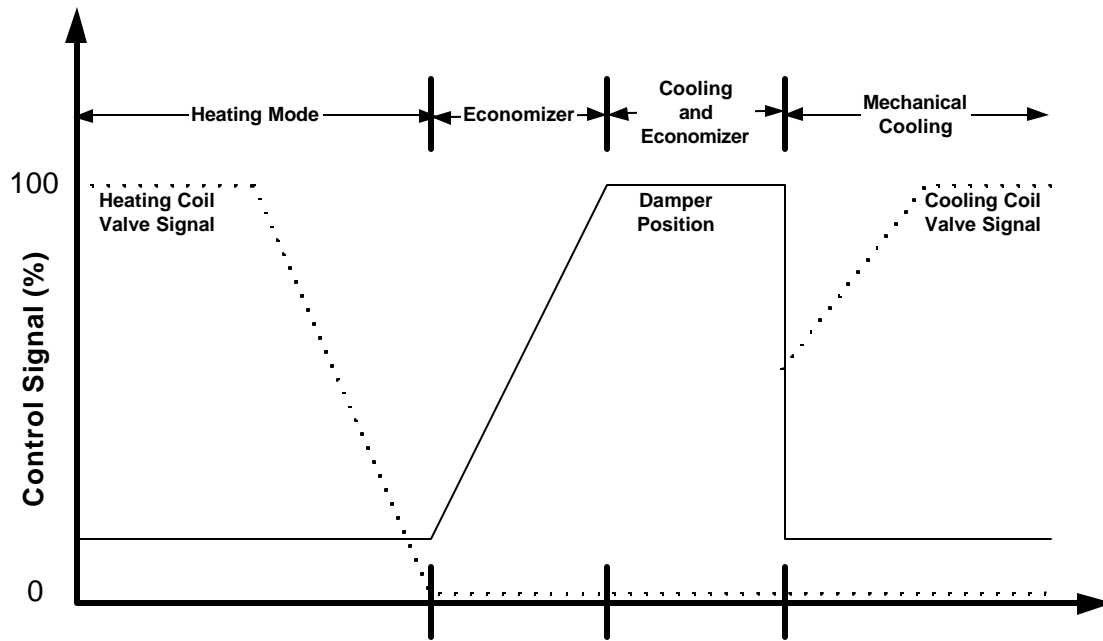 Heating Mode
Economizer
Cooling
and
Economizer
Mechanical
Cooling
100
Heating Coil
Valve Signal
Damper
Position
Cooling Coil
Valve Signal
Control Signal (%)
0